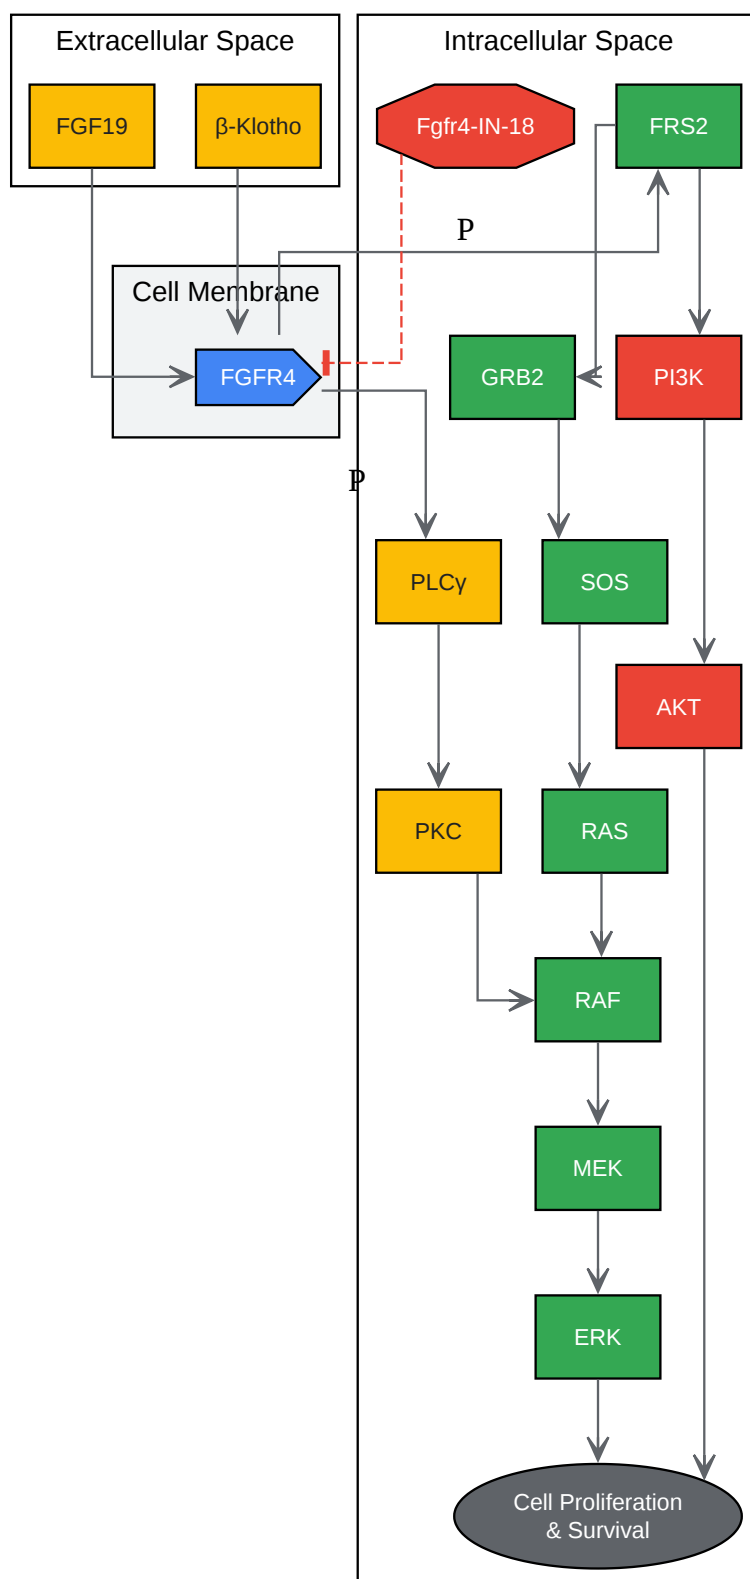 Extracellular Space
Intracellular Space
FGF19
β-Klotho
Fgfr4-IN-18
FRS2
P
Cell Membrane
FGFR4
GRB2
PI3K
P
PLCγ
SOS
AKT
PKC
RAS
RAF
MEK
ERK
Cell Proliferation
& Survival